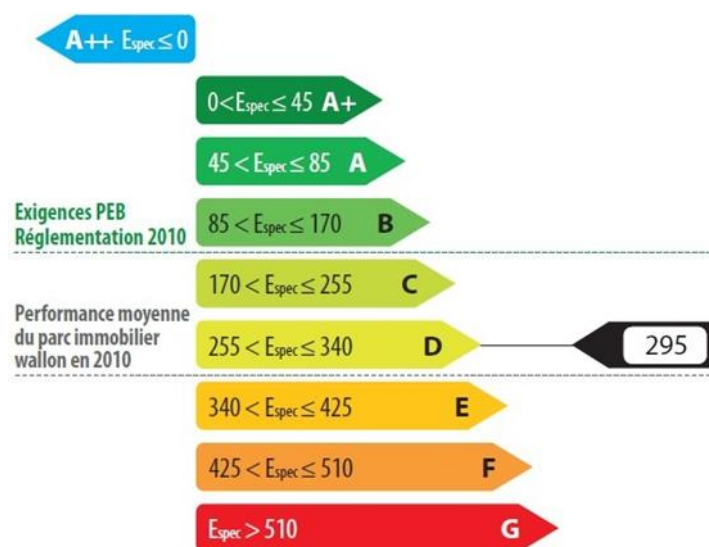 A++ Espec ≤ 0
0<Espec ≤ 45 A+
45 < Espec ≤ 85 A
Exigences PEB
Réglementation 2010
85 < Espec ≤ 170 B
170 < Espec ≤ 255 C
Performance moyenne
du parc immobilier
wallon en 2010
255 < Espec ≤ 340 D
295
340 < Espec ≤ 425 E
425 < Espec ≤ 510 F
Espec > 510 G